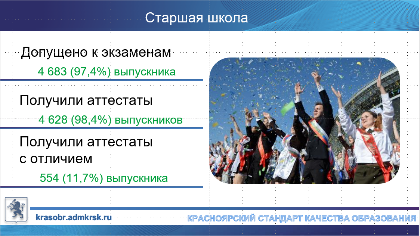 Старшая школа
Допущено к экзаменам
4 683 (97,4%) выпускника
Получили аттестаты
4 628 (98,4%) выпускников
Получили аттестаты
с отличием
554 (11,7%) выпускника
krasobr.admkrsk.ru
КРАСНОЯРСКИЙ СТАНДАРТ КАЧЕСТВА ОБРАЗОВАНИЯ